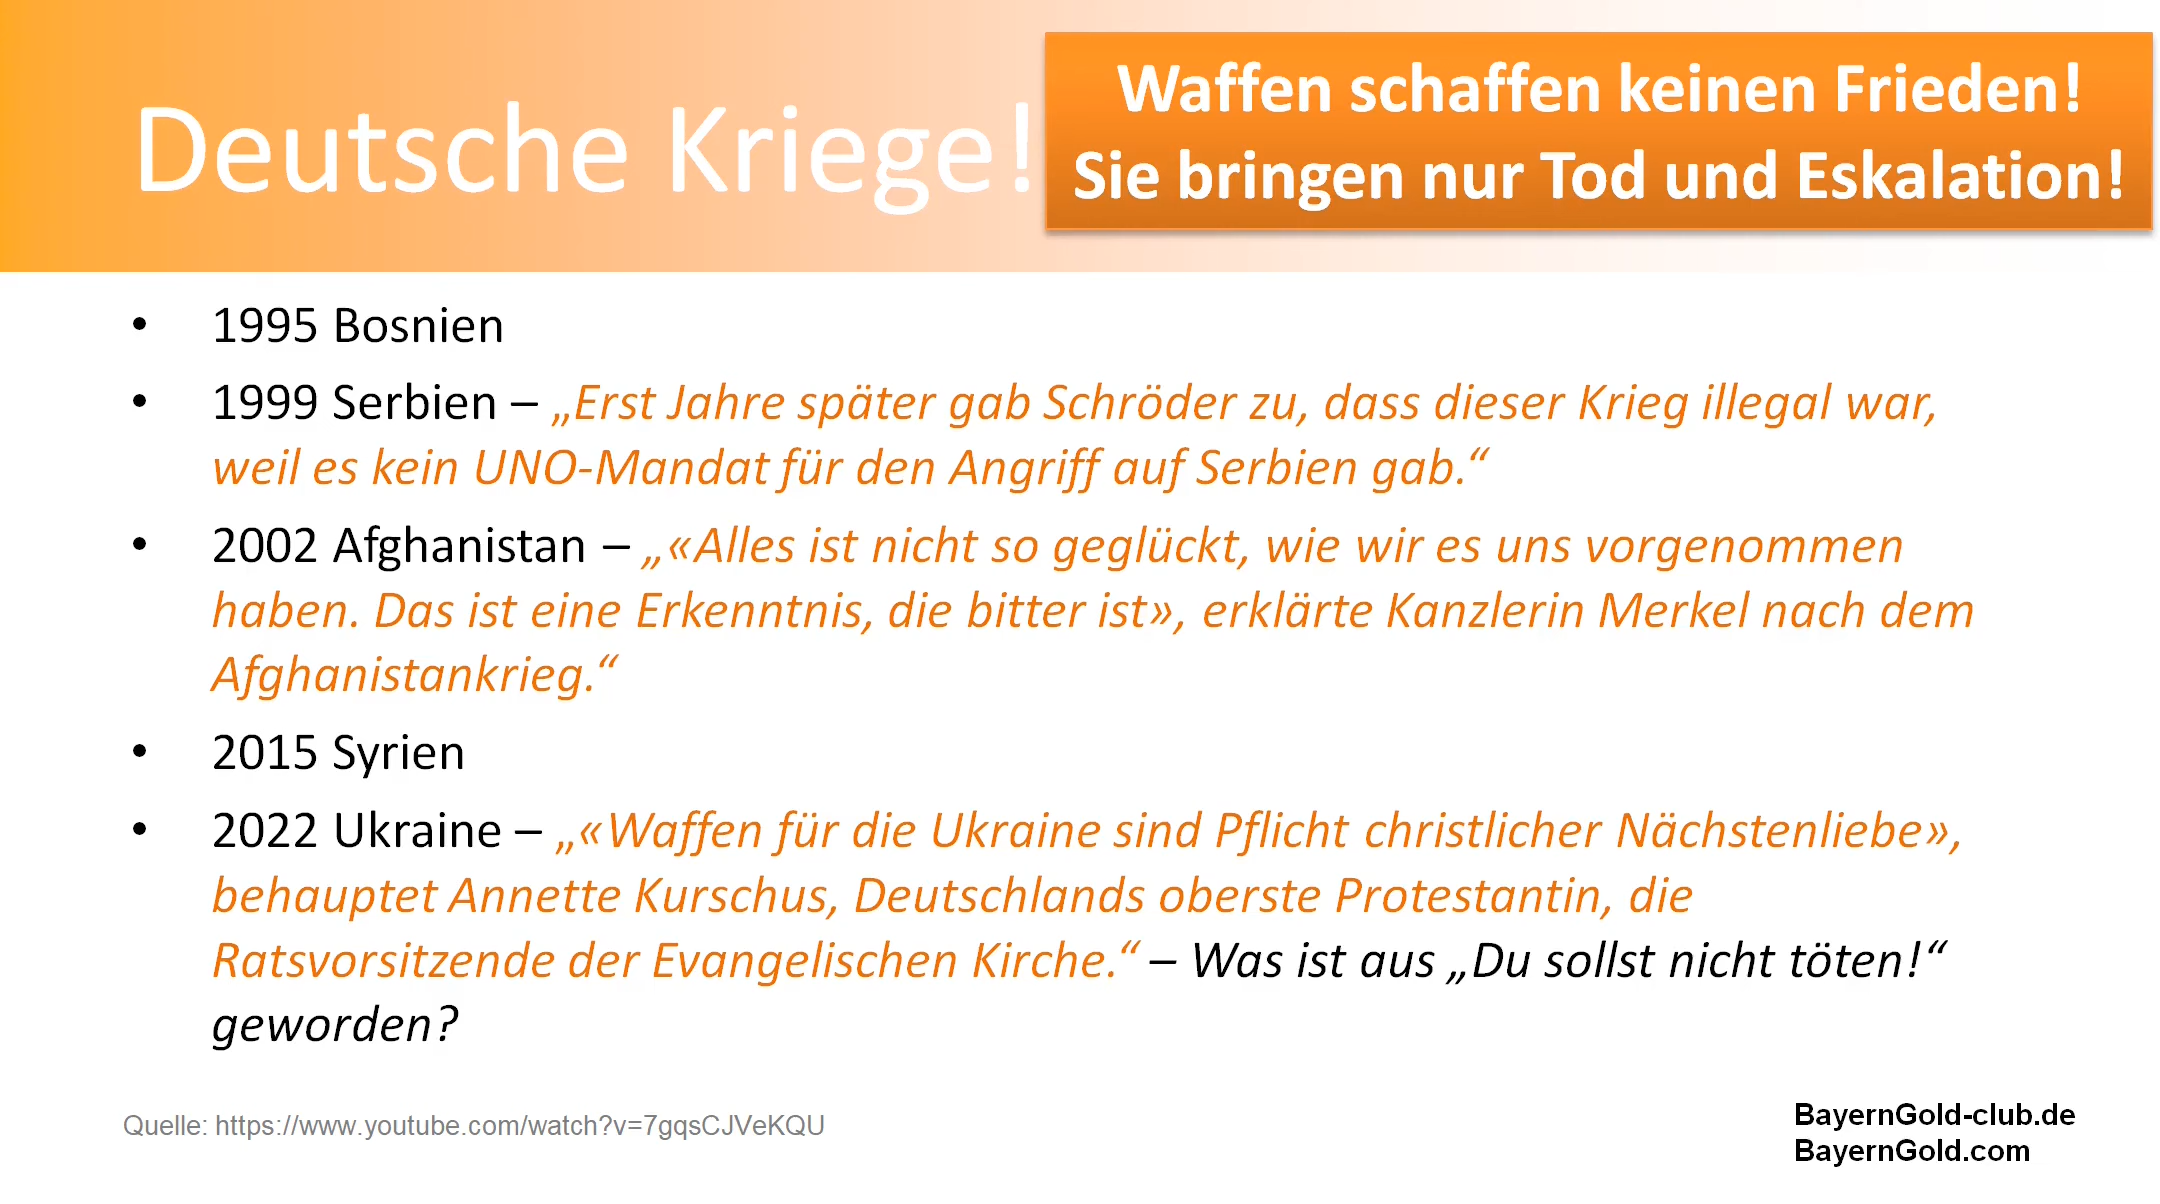 Deutsche Kriege!
Waffen schaffen keinen Frieden!
Sie bringen nur Tod und Eskalation!
• 1995 Bosnien
• 1999 Serbien – „Erst Jahre später gab Schröder zu, dass dieser Krieg illegal war,
weil es kein UNO-Mandat für den Angriff auf Serbien gab.“
• 2002 Afghanistan – „«Alles ist nicht so geglückt, wie wir es uns vorgenommen
haben. Das ist eine Erkenntnis, die bitter ist», erklärte Kanzlerin Merkel nach dem
Afghanistankrieg.“
• 2015 Syrien
• 2022 Ukraine – „«Waffen für die Ukraine sind Pflicht christlicher Nächstenliebe»,
behauptet Annette Kurschus, Deutschlands oberste Protestantin, die
Ratsvorsitzende der Evangelischen Kirche.“ – Was ist aus „Du sollst nicht töten!“
geworden?
Quelle: https://www.youtube.com/watch?v=7gqsCJVeKQU
BayernGold-club.de
BayernGold.com